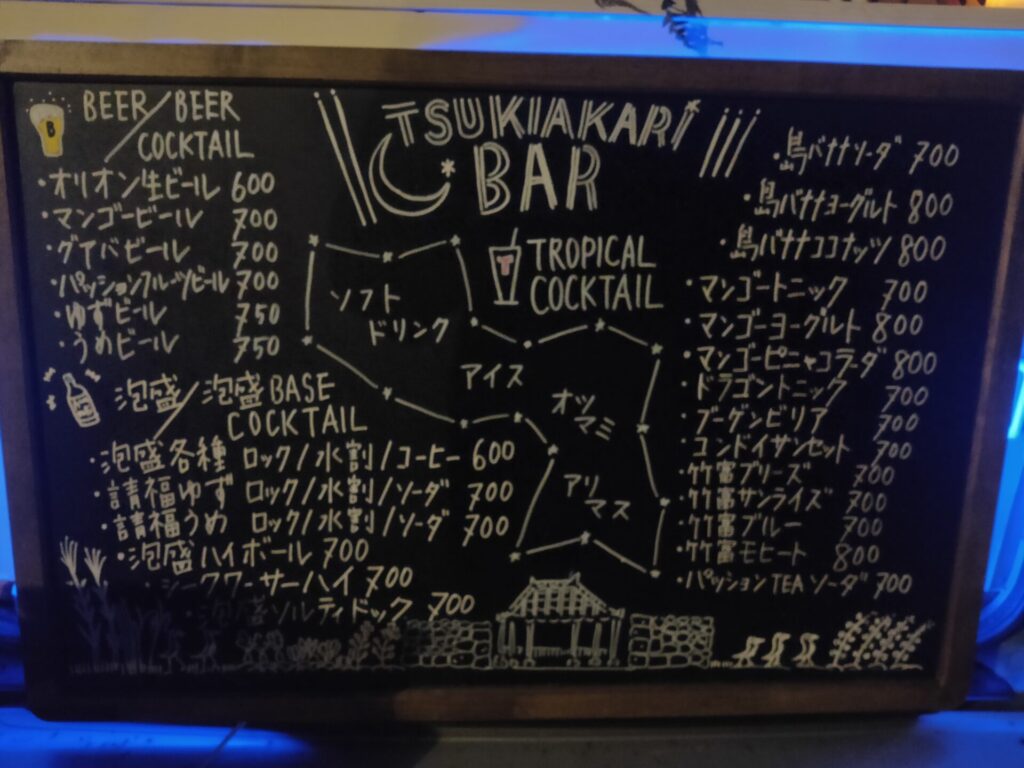 TSUKIAKARI
BAR
BEER/BEER
COCKTAIL
・オリオン生ビール 600
・マンゴービール 700
・グァバビール 700
・パッションフルーツビール 700
・ゆずビール 750
・うめビール 750
泡盛/泡盛BASE
COCKTAIL
・泡盛各種 ロック/水割/コーヒー 600
・請福ゆず ロック/水割/ソーダ 700
・請福うめ ロック/水割/ソーダ 700
・泡盛ハイボール 700
・シークワーサーハイ 700
・泡盛ソルティドック 700
ソフト
ドリンク
アイス
オツ
マミ
アリ
マス
T
TROPICAL
COCKTAIL
・島バナナソーダ 700
・島バナナヨーグルト 800
・島バナナココナッツ 800
・マンゴートニック 700
・マンゴーヨーグルト 800
・マンゴーピニャコラーダ 800
・ドラゴントニック 700
・ブーゲンビリア 700
・コンドイサンセット 700
・竹富ブリーズ 700
・竹富サンライズ 700
・竹富ブルー 700
・竹富モヒート 800
・パッションTEAソーダ 700
B